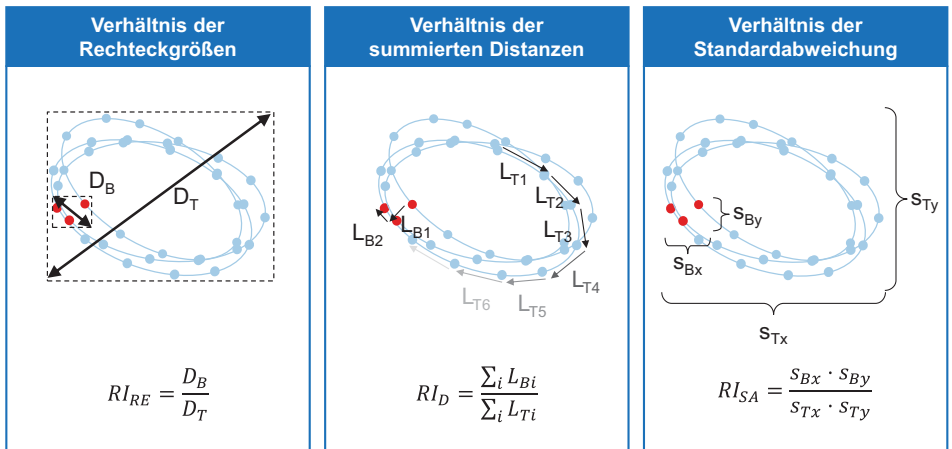 Verhältnis der
Rechteckgrößen
D_B
D_T
RI_RE = D_B / D_T
Verhältnis der
summierten Distanzen
L_T1
L_T2
L_B1
L_B2
L_T3
L_T4
L_T6
L_T5
RI_D = ∑_i L_Bi / ∑_i L_Ti
Verhältnis der
Standardabweichung
s_Ty
s_By
s_Bx
s_Tx
RI_SA = s_Bx · s_By / s_Tx · s_Ty